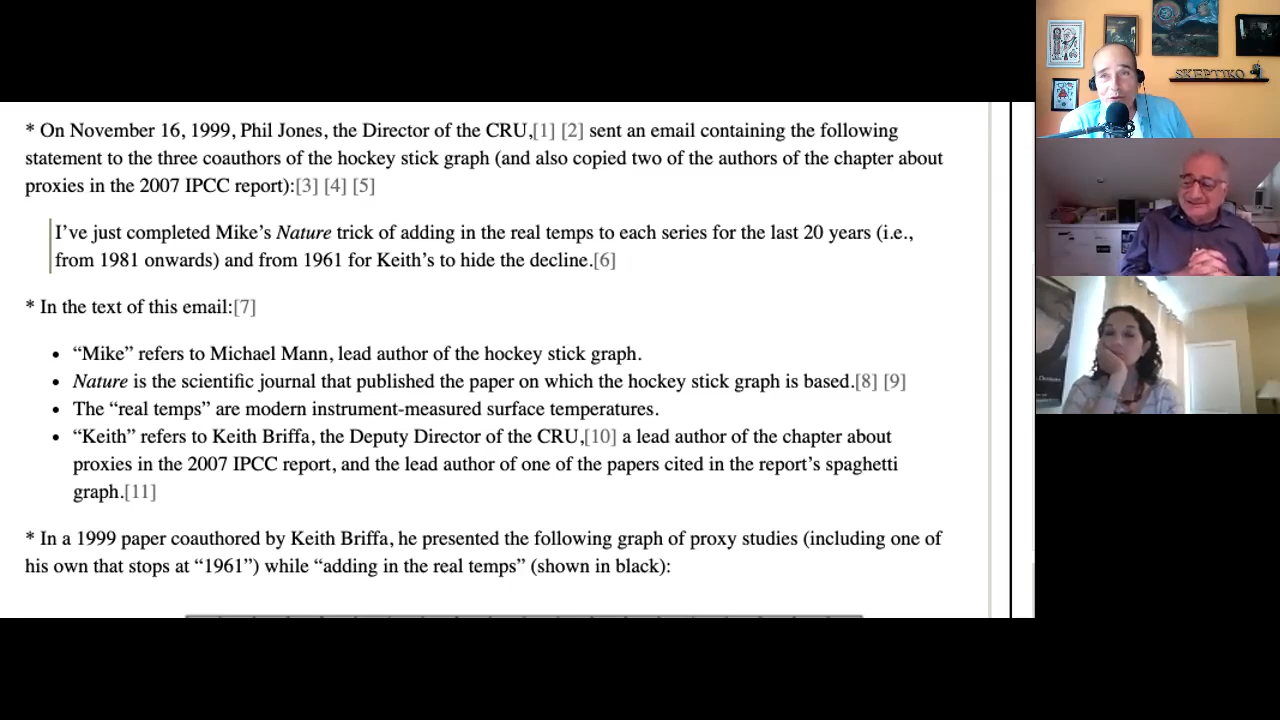 * On November 16, 1999, Phil Jones, the Director of the CRU,[1] [2] sent an email containing the following
statement to the three coauthors of the hockey stick graph (and also copied two of the authors of the chapter about
proxies in the 2007 IPCC report):[3] [4] [5]
I’ve just completed Mike’s Nature trick of adding in the real temps to each series for the last 20 years (i.e.,
from 1981 onwards) and from 1961 for Keith’s to hide the decline.[6]
* In the text of this email:[7]
• “Mike” refers to Michael Mann, lead author of the hockey stick graph.
• Nature is the scientific journal that published the paper on which the hockey stick graph is based.[8] [9]
• The “real temps” are modern instrument-measured surface temperatures.
• “Keith” refers to Keith Briffa, the Deputy Director of the CRU,[10] a lead author of the chapter about
proxies in the 2007 IPCC report, and the lead author of one of the papers cited in the report’s spaghetti
graph.[11]
* In a 1999 paper coauthored by Keith Briffa, he presented the following graph of proxy studies (including one of
his own that stops at “1961”) while “adding in the real temps” (shown in black):
SKEPTIKO